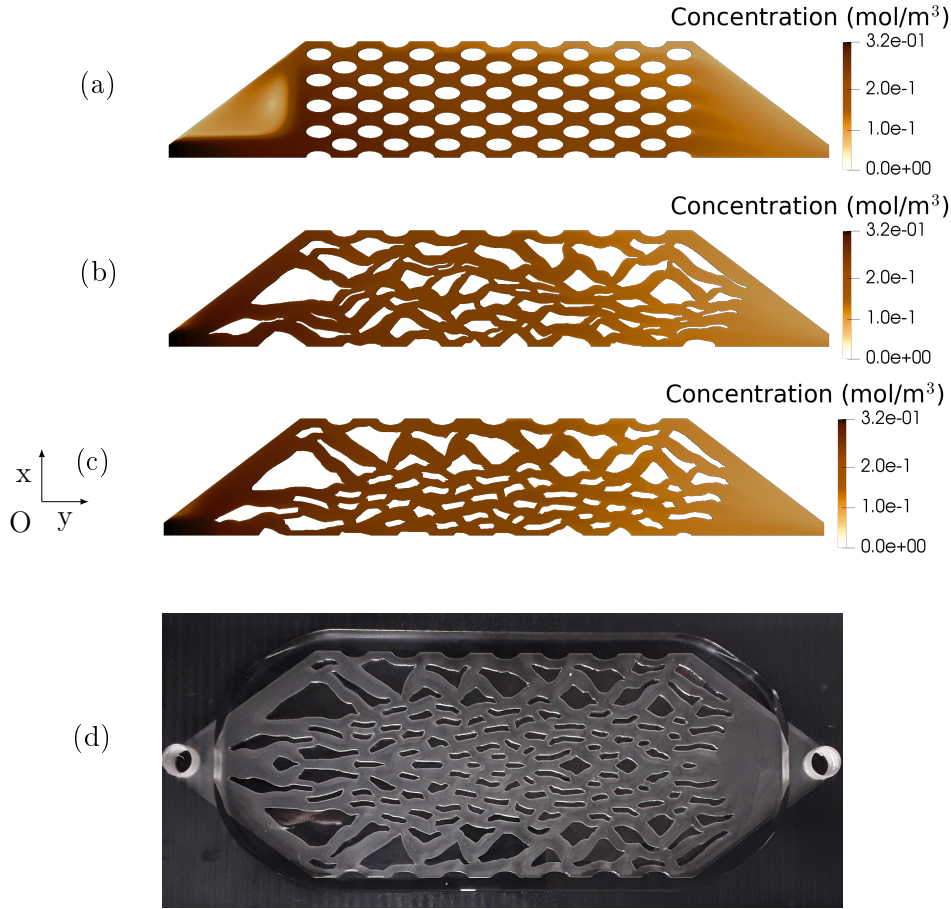 Concentration (mol/m³)
(a)
3.2e-01
2.0e-1
1.0e-1
0.0e+00
Concentration (mol/m³)
(b)
3.2e-01
2.0e-1
1.0e-1
0.0e+00
Concentration (mol/m³)
(c)
3.2e-01
2.0e-1
1.0e-1
0.0e+00
x
O
y
(d)